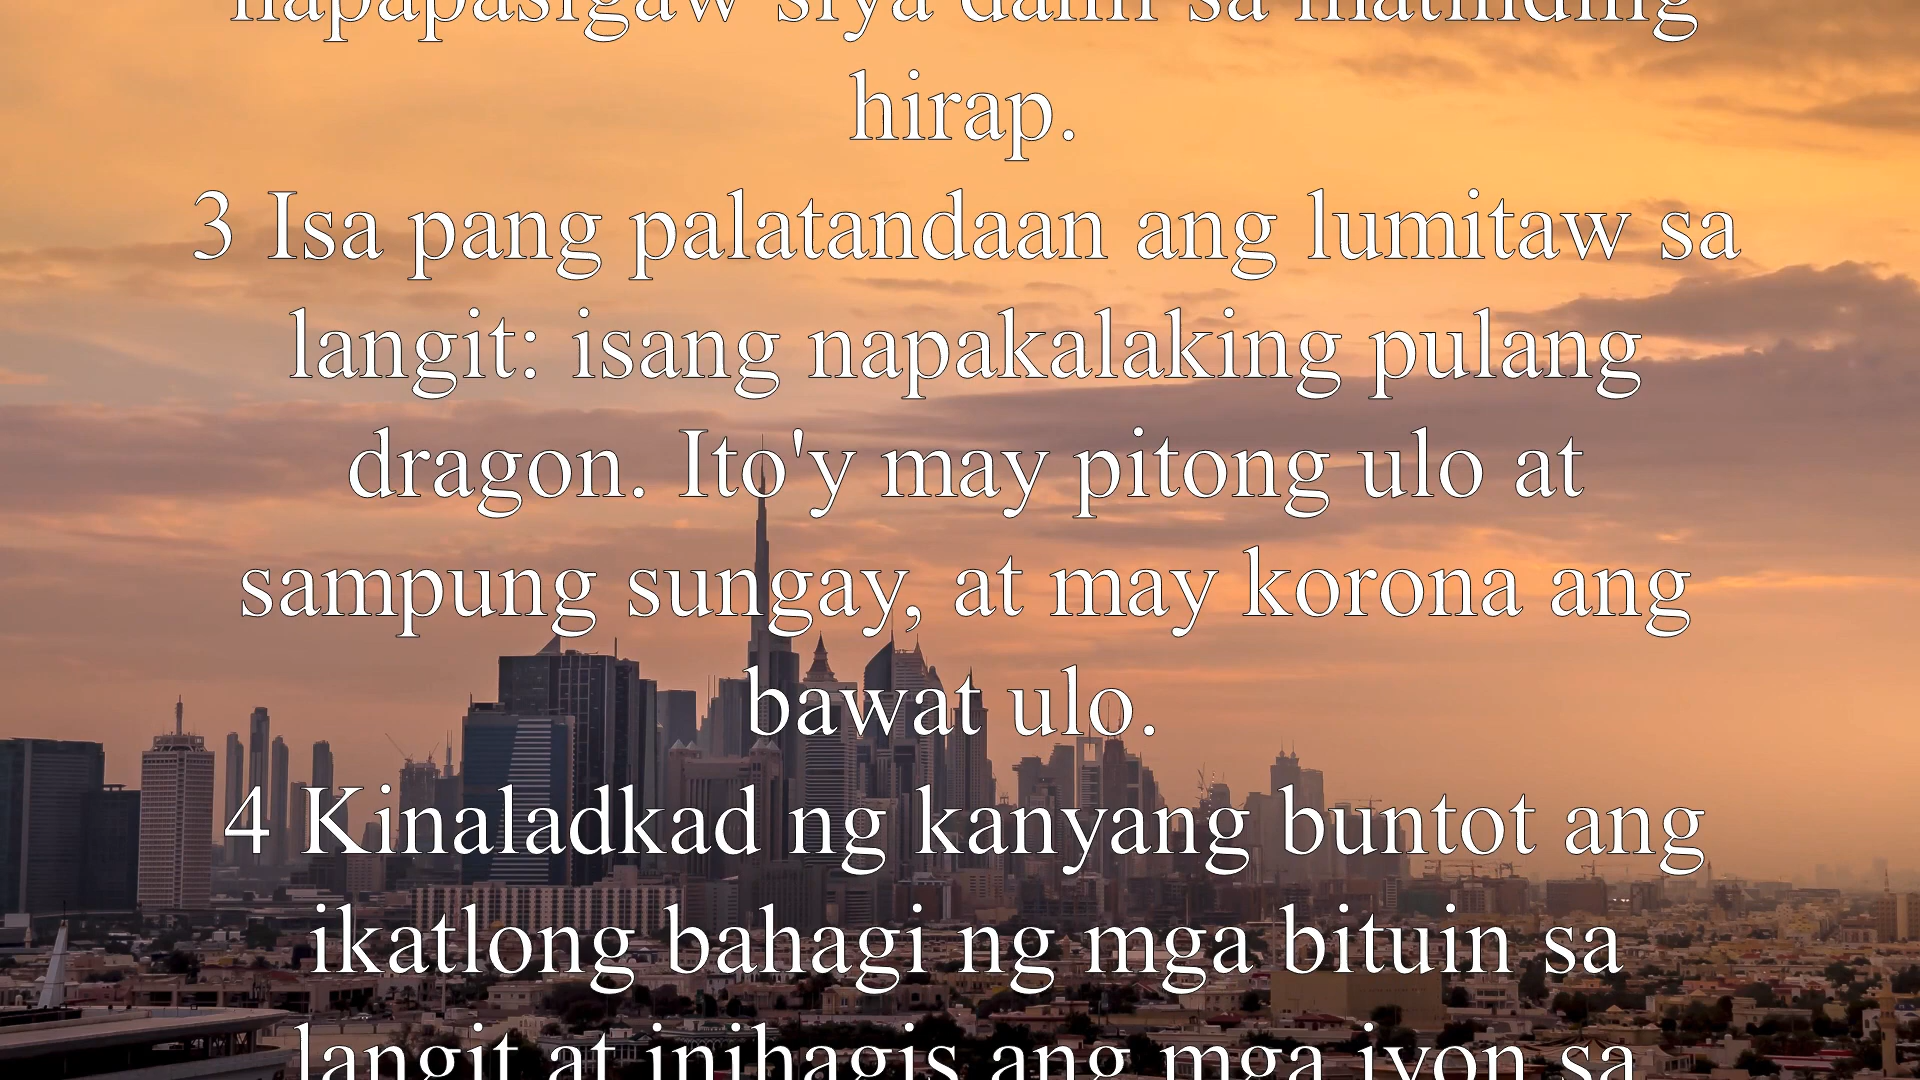 napapasigaw siya dahil sa matinding
hirap.
3 Isa pang palatandaan ang lumitaw sa
langit: isang napakalaking pulang
dragon. Ito'y may pitong ulo at
sampung sungay, at may korona ang
bawat ulo.
4 Kinaladkad ng kanyang buntot ang
ikatlong bahagi ng mga bituin sa
langit at inihagis ang mga iyon sa